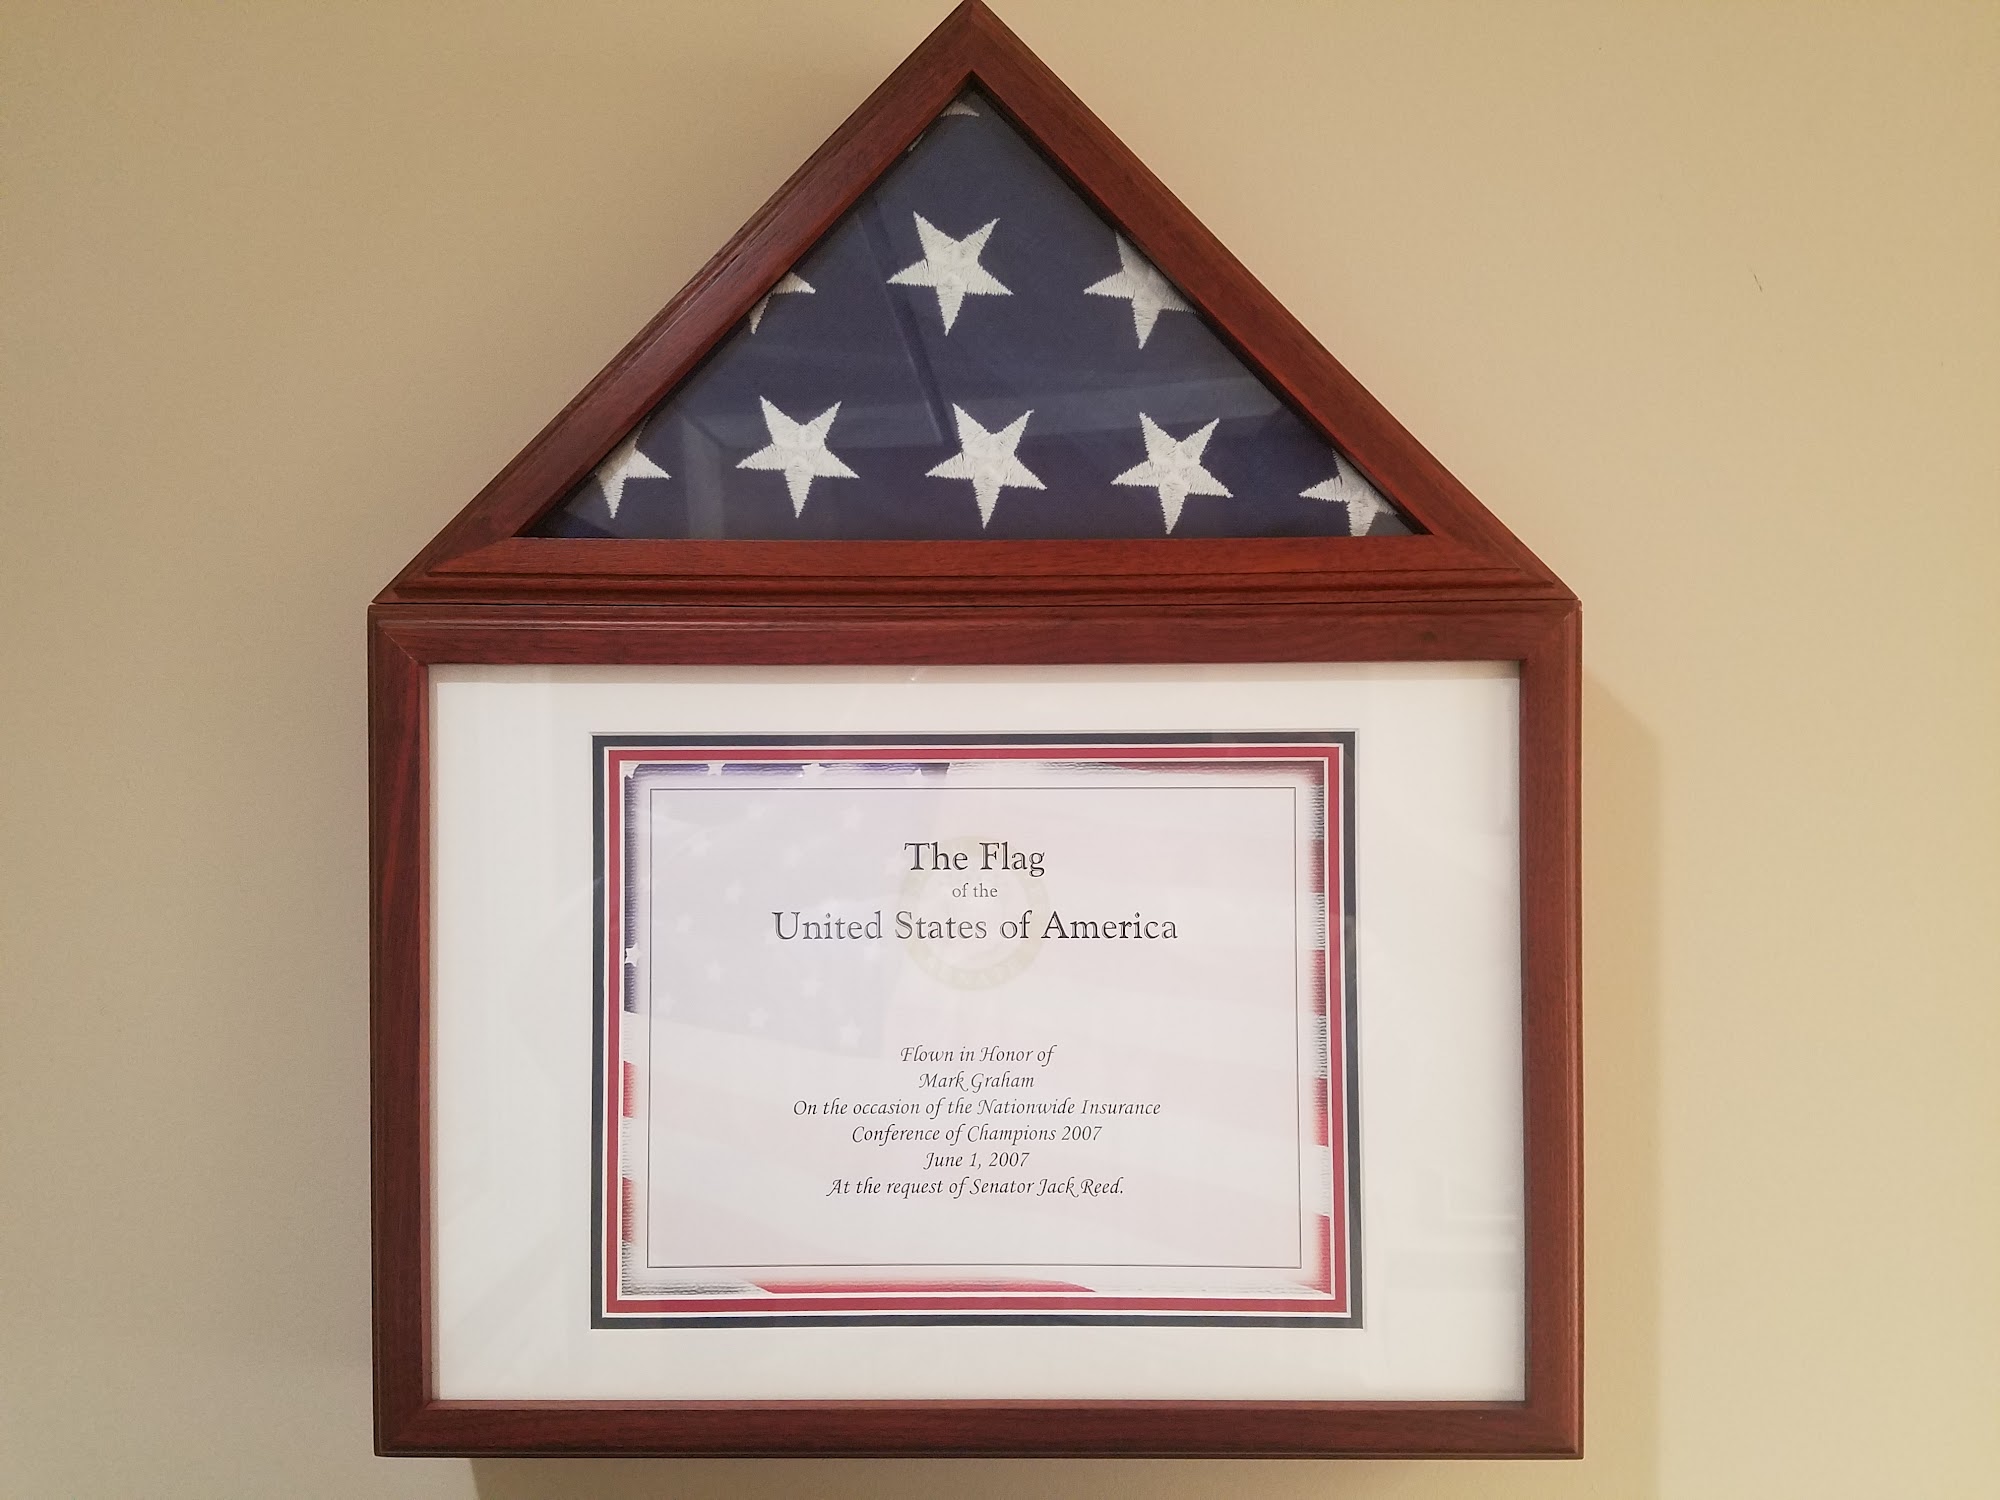 The Flag
of the
United States of America
Flown in Honor of
Mark Graham
On the occasion of the Nationwide Insurance
Conference of Champions 2007
June 1, 2007
At the request of Senator Jack Reed.